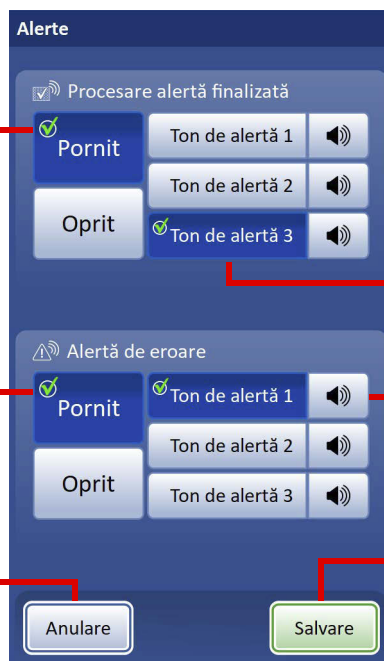 Alerte
Procesare alertă finalizată
Pornit
Ton de alertă 1
Ton de alertă 2
Oprit
Ton de alertă 3
Alertă de eroare
Pornit
Ton de alertă 1
Ton de alertă 2
Oprit
Ton de alertă 3
Anulare
Salvare